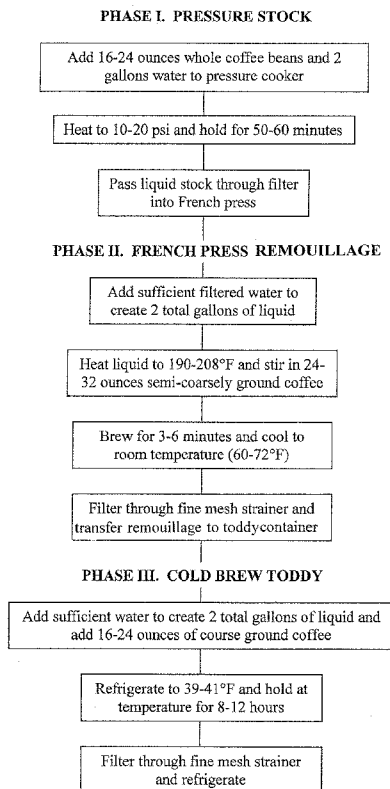 PHASE I. PRESSURE STOCK
Add 16-24 ounces whole coffee beans and 2
gallons water to pressure cooker
Heat to 10-20 psi and hold for 50-60 minutes
Pass liquid stock through filter
into French press
PHASE II. FRENCH PRESS REMOUILLAGE
Add sufficient filtered water to
create 2 total gallons of liquid
Heat liquid to 190-208°F and stir in 24-
32 ounces semi-coarsely ground coffee
Brew for 3-6 minutes and cool to
room temperature (60-72°F)
Filter through fine mesh strainer and
transfer remouillage to toddycontainer
PHASE III. COLD BREW TODDY
Add sufficient water to create 2 total gallons of liquid and
add 16-24 ounces of course ground coffee
Refrigerate to 39-41°F and hold at
temperature for 8-12 hours
Filter through fine mesh strainer
and refrigerate